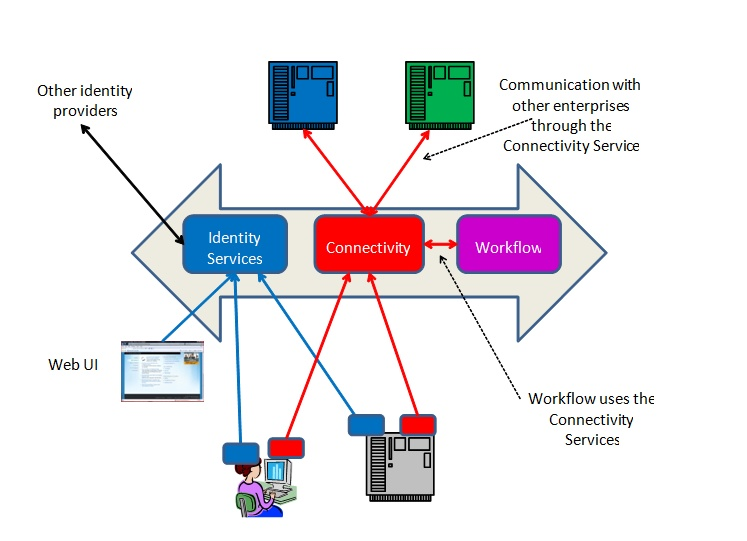 Other identity
providers
Communication with
other enterprises
through the
Connectivity Service
Identity
Services
Connectivity
Workflow
Web UI
Workflow uses the
Connectivity
Services